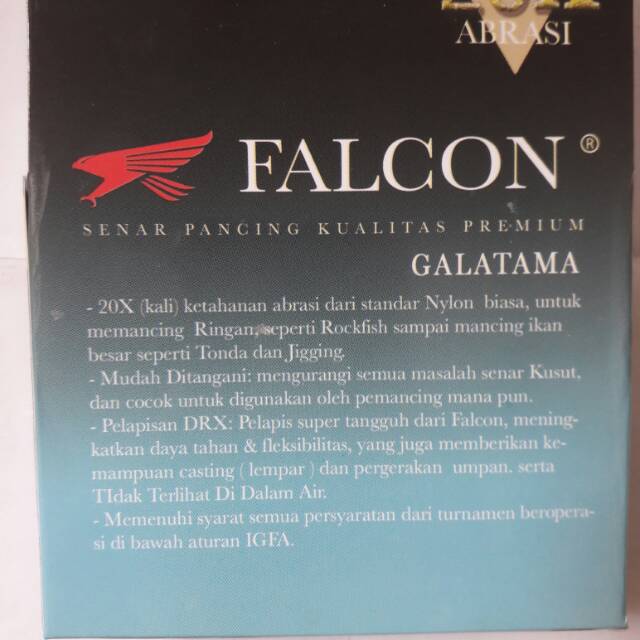 ABRASI
FALCON ®
SENAR PANCING KUALITAS PREMIUM
GALATAMA
- 20X (kali) ketahanan abrasi dari standar Nylon biasa, untuk
memancing Ringan, seperti Rockfish sampai mancing ikan
besar seperti Tonda dan Jigging.
- Mudah Ditangani: mengurangi semua masalah senar Kusut,
dan cocok untuk digunakan oleh pemancing mana pun.
- Pelapisan DRX: Pelapis super tangguh dari Falcon, mening-
katkan daya tahan & fleksibilitas, yang juga memberikan ke-
mampuan casting ( lempar ) dan pergerakan umpan. serta
TIdak Terlihat Di Dalam Air.
- Memenuhi syarat semua persyaratan dari turnamen beropera-
si di bawah aturan IGFA.